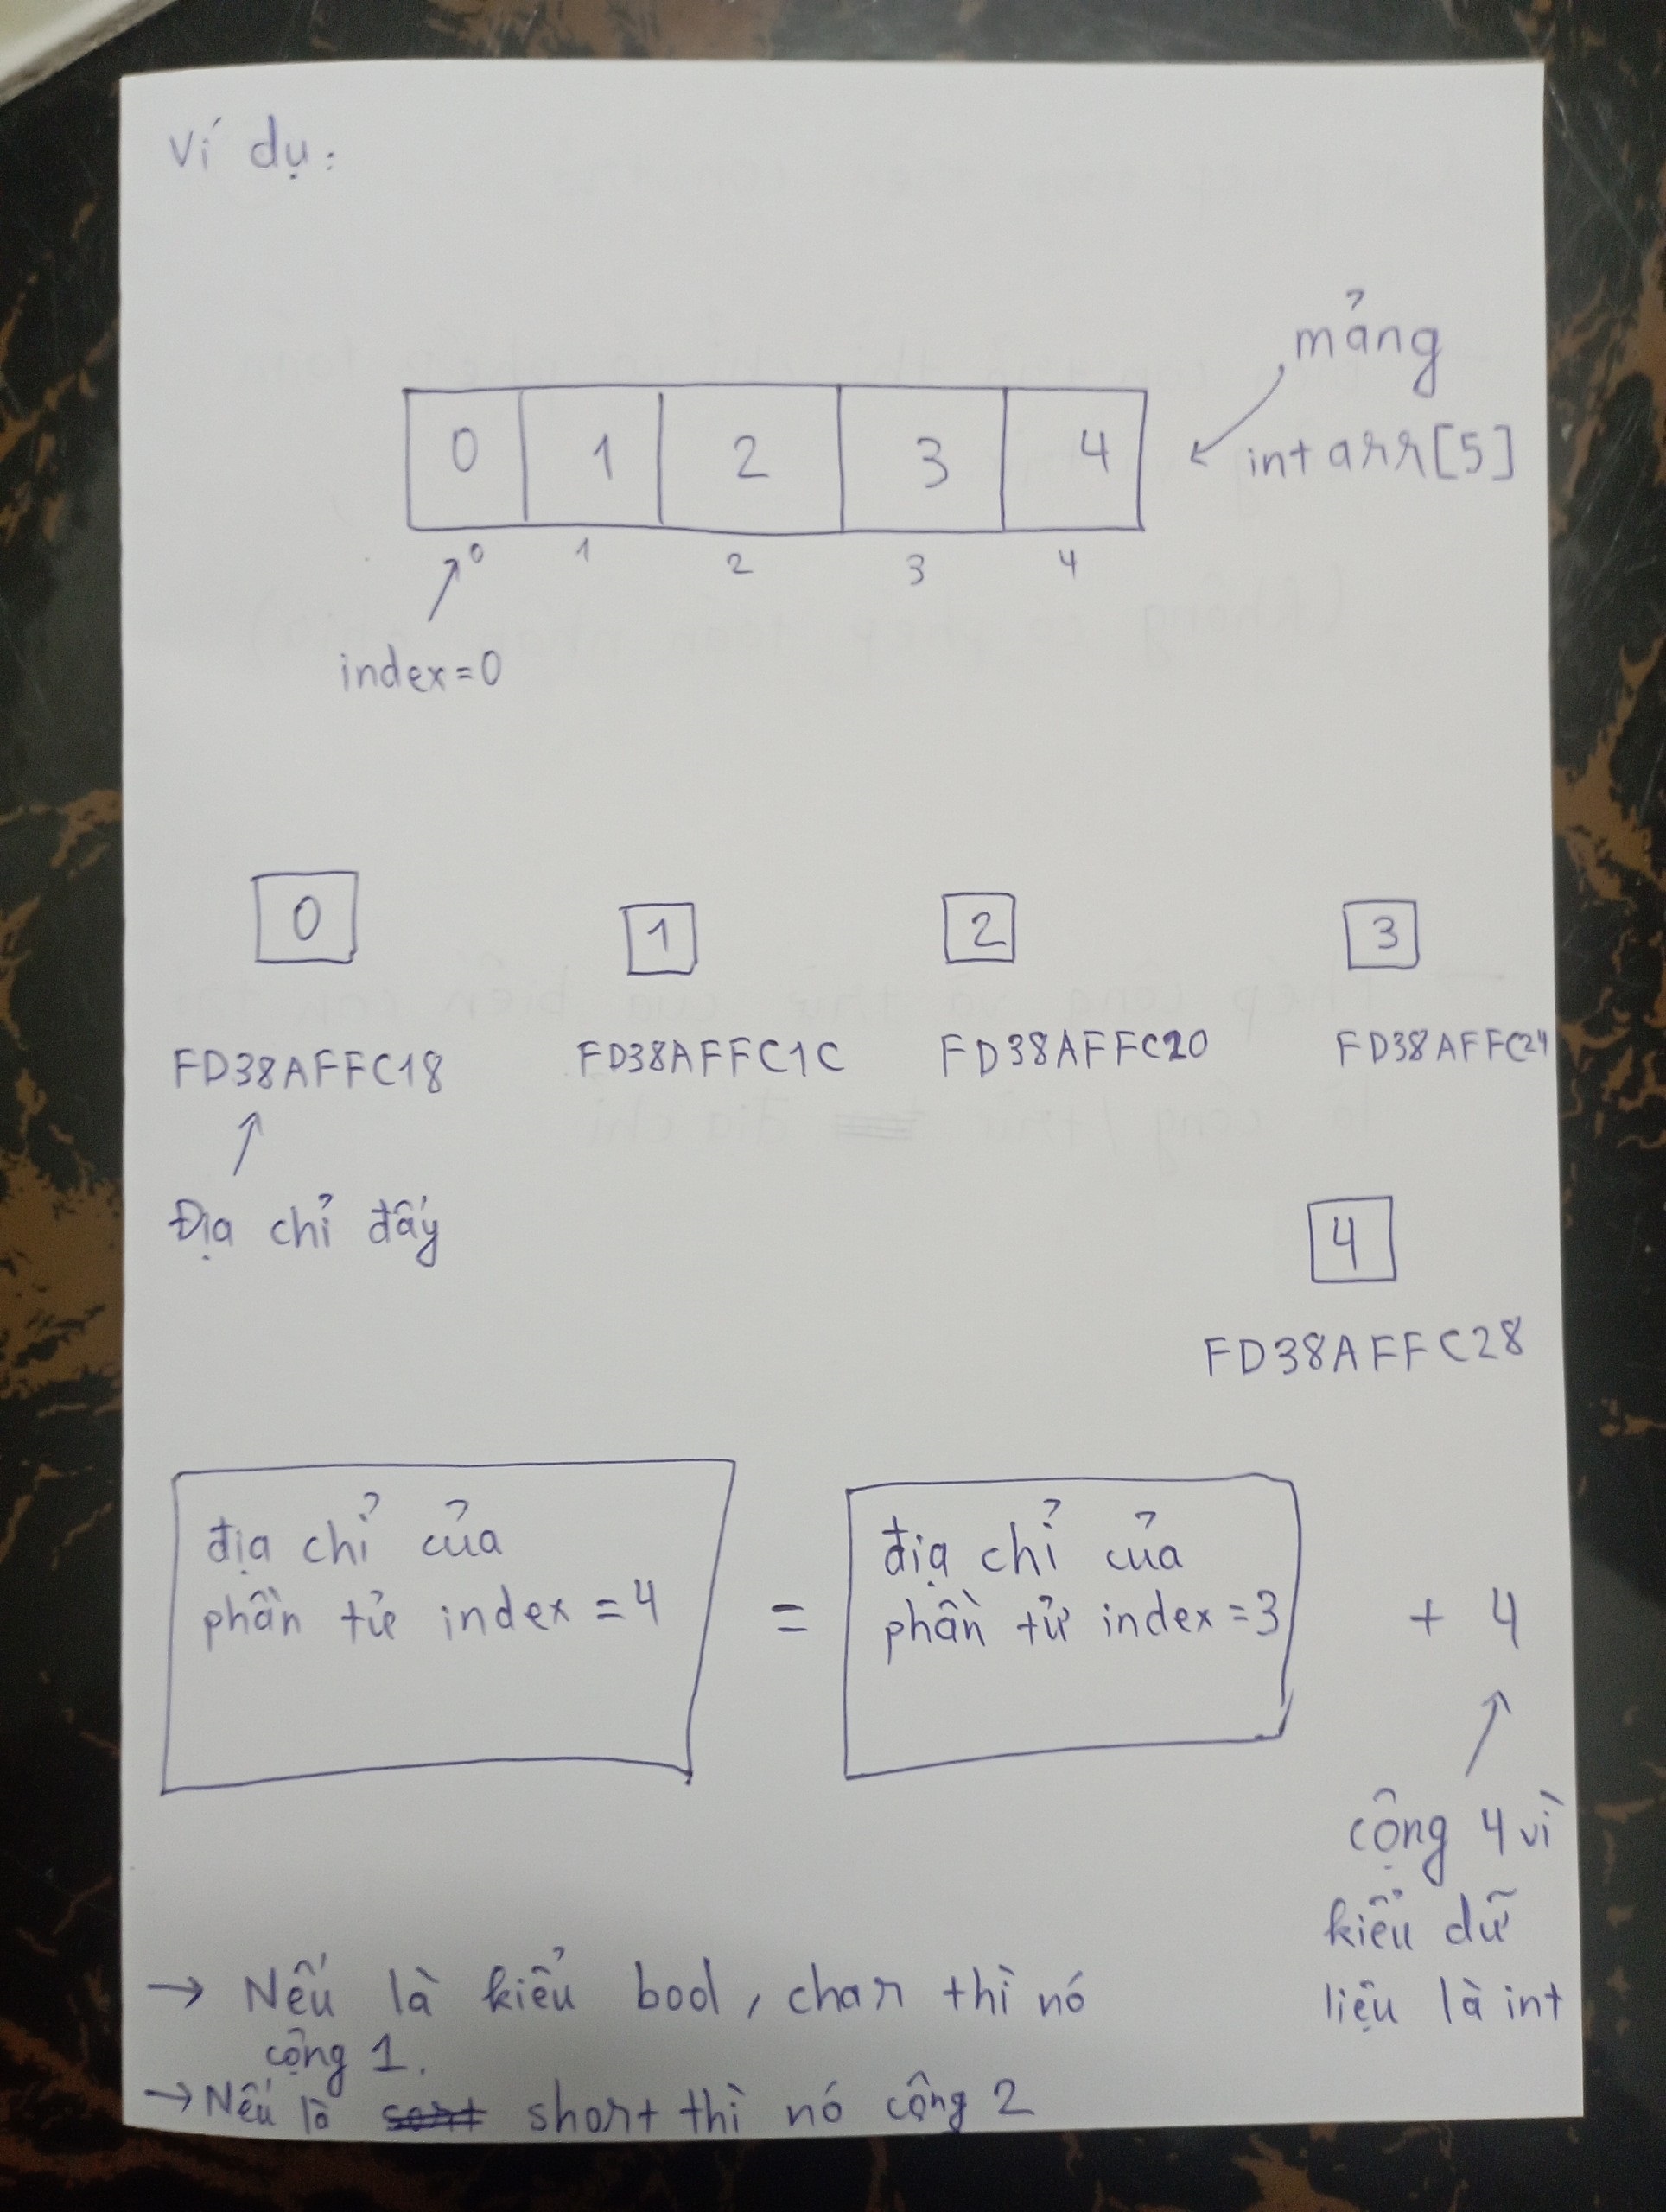 Ví dụ:
mảng
0 1 2 3 4
int arr[5]
0 1 2 3 4
index=0
0 1 2 3
FD38AFFC18 FD38AFFC1C FD38AFFC20 FD38AFFC24
Địa chỉ đấy
4
FD38AFFC28
địa chỉ của
phần tử index = 4
=
địa chỉ của
phần tử index = 3
+ 4
cộng 4 vì
kiểu dữ
liệu là int
→ Nếu là kiểu bool, char thì nó
cộng 1.
→ Nếu là short thì nó cộng 2